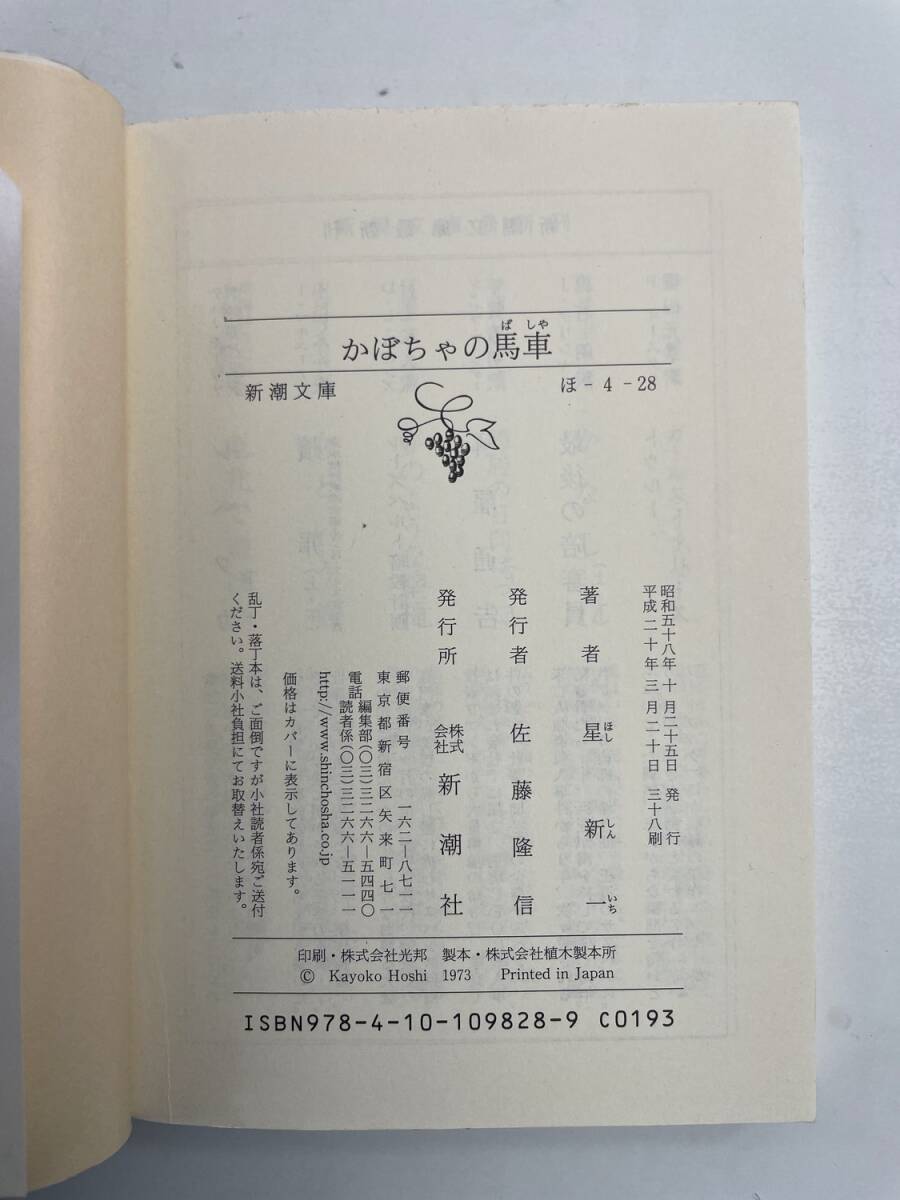 かぼちゃの馬車
ばしゃ
新潮文庫
ほ-4-28
昭和五十八年十月二十五日発行
平成二十年三月二十日三十八刷
著者 星新一
ほし しん いち
発行者 佐藤隆信
発行所 株式会社 新潮社
郵便番号 一六二―八七一一
東京都新宿区矢来町七一
電話 編集部(〇三)三二六六―五四四〇
読者係(〇三)三二六六―五一一一
http://www.shinchosha.co.jp
価格はカバーに表示してあります。
乱丁・落丁本は、ご面倒ですが小社読者係宛ご送付
ください。送料小社負担にてお取替えいたします。
印刷・株式会社光邦 製本・株式会社植木製本所
© Kayoko Hoshi 1973 Printed in Japan
ISBN978-4-10-109828-9 C0193